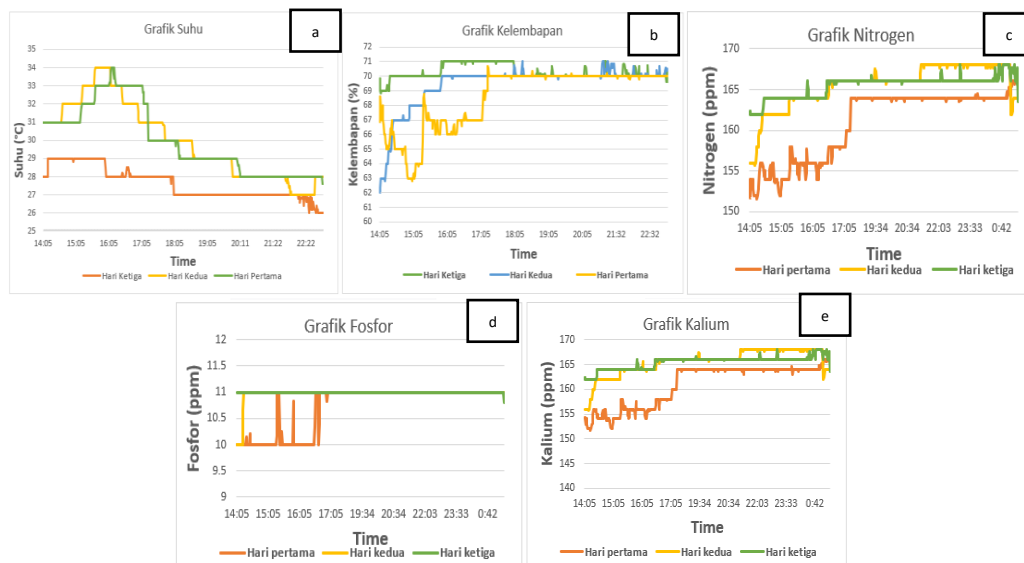 Grafik Suhu
a
35
34
33
32
31
30
29
28
27
26
25
Suhu (°C)
14:05 15:05 16:05 17:05 18:05 19:05 20:11 21:22 22:22
Time
Hari Ketiga Hari Kedua Hari Pertama
Grafik Kelembapan
b
71
70
69
68
67
66
65
64
63
62
61
60
Kelembapan (%)
14:05 15:05 16:05 17:05 18:05 19:05 20:05 21:32 22:32
Time
Hari Ketiga Hari Kedua Hari Pertama
Grafik Nitrogen
c
170
165
160
155
150
Nitrogen (ppm)
14:05 15:05 16:05 17:05 19:34 20:34 22:03 23:33 0:42
Time
Hari pertama Hari kedua Hari ketiga
Grafik Fosfor
d
12
11.5
11
10.5
10
9.5
9
Fosfor (ppm)
14:05 15:05 16:05 17:05 19:34 20:34 22:03 23:33 0:42
Time
Hari pertama Hari kedua Hari ketiga
Grafik Kalium
e
170
165
160
155
150
145
140
Kalium (ppm)
14:05 15:05 16:05 17:05 19:34 20:34 22:03 23:33 0:42
Time
Hari pertama Hari kedua Hari ketiga